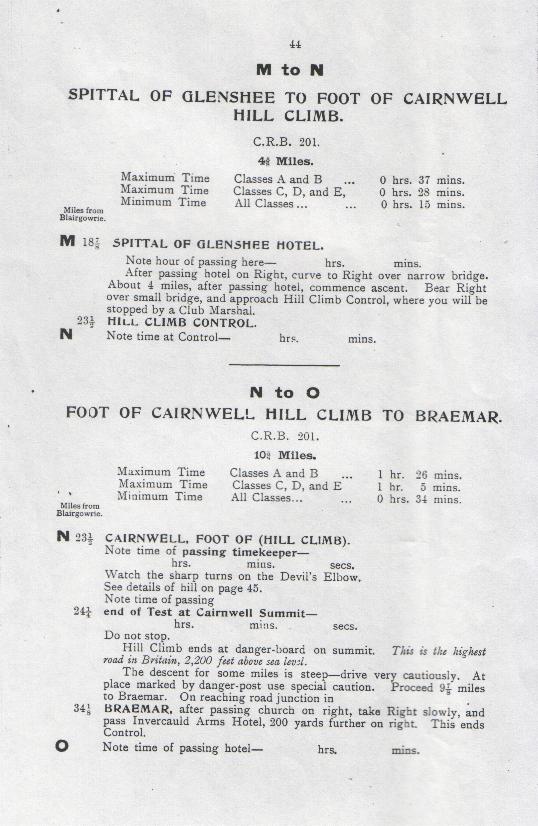 44
M to N
SPITTAL OF GLENSHEE TO FOOT OF CAIRNWELL
HILL CLIMB.
C.R.B. 201.
Miles.
Maximum Time Classes A and B ... 0 hrs. 37 mins.
Maximum Time Classes C, D, and E, 0 hrs. 28 mins.
Minimum Time All Classes... ... 0 hrs. 15 mins.
Miles from
Blairgowrie.
M SPITTAL OF GLENSHEE HOTEL.
Note hour of passing here— hrs. mins.
After passing hotel on Right, curve to Right over narrow bridge.
About 4 miles, after passing hotel, commence ascent. Bear Right
over small bridge, and approach Hill Climb Control, where you will be
stopped by a Club Marshal.
23½ HILL CLIMB CONTROL.
N Note time at Control— hrs. mins.
N to O
FOOT OF CAIRNWELL HILL CLIMB TO BRAEMAR.
C.R.B. 201.
Miles.
Maximum Time Classes A and B ... 1 hr. 26 mins.
Maximum Time Classes C, D, and E 1 hr. 5 mins.
Minimum Time All Classes... ... 0 hrs. 34 mins.
Miles from
Blairgowrie.
N 23½ CAIRNWELL, FOOT OF (HILL CLIMB).
Note time of passing timekeeper—
hrs. mins. secs.
Watch the sharp turns on the Devil's Elbow.
See details of hill on page 45.
Note time of passing
end of Test at Cairnwell Summit—
hrs. mins. secs.
Do not stop.
Hill Climb ends at danger-board on summit. This is the highest
road in Britain, 2,200 feet above sea level.
The descent for some miles is steep—drive very cautiously. At
place marked by danger-post use special caution. Proceed miles
to Braemar. On reaching road junction in
BRAEMAR, after passing church on right, take Right slowly, and
pass Invercauld Arms Hotel, 200 yards further on right. This ends
Control.
O Note time of passing hotel— hrs. mins.